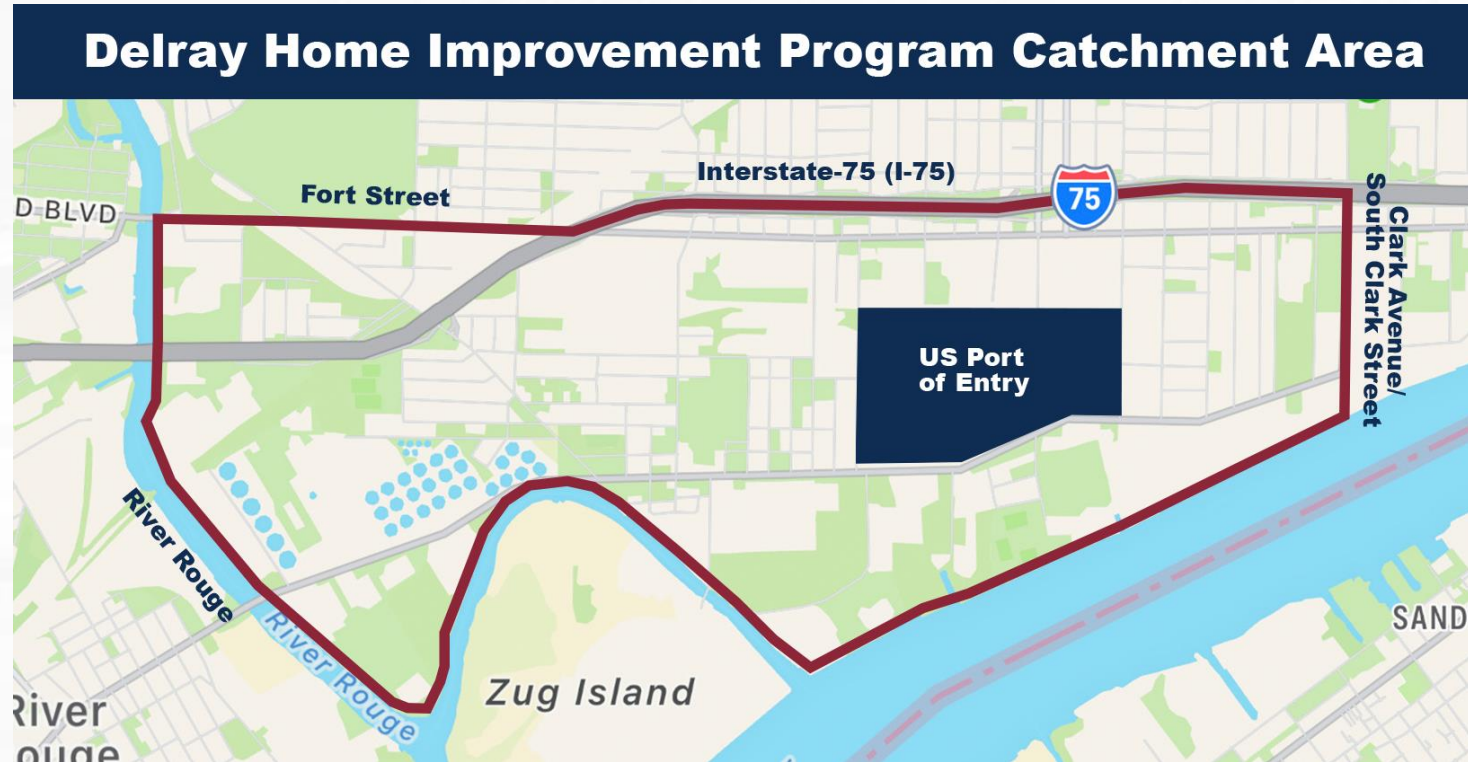 Delray Home Improvement Program Catchment Area
Interstate-75 (I-75)
Fort Street
75
D BLVD
Clark Avenue/
South Clark Street
US Port
of Entry
River Rouge
River Rouge
Zug Island
SAND
River
ouge